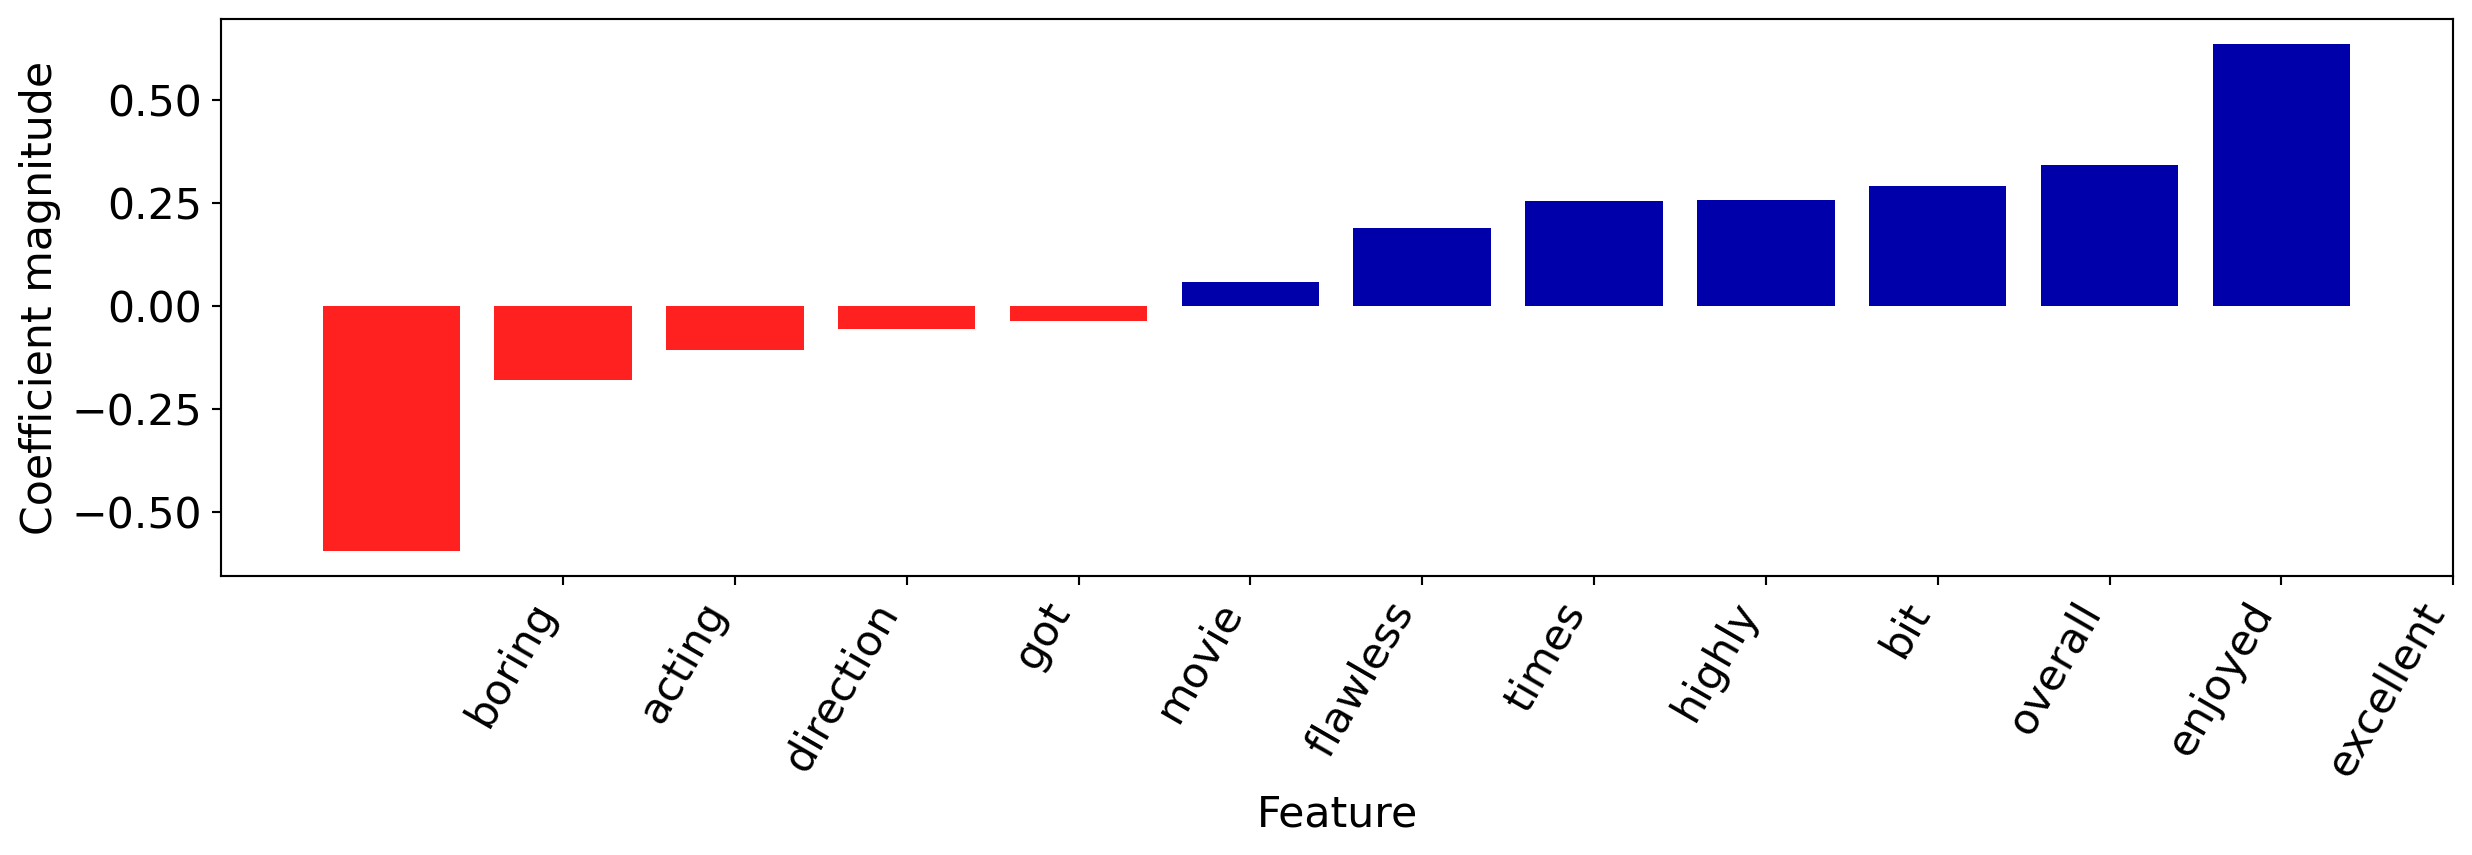 Coefficient magnitude
0.50
0.25
0.00
−0.25
−0.50
boring
acting
direction
got
movie
flawless
times
highly
bit
overall
enjoyed
excellent
Feature